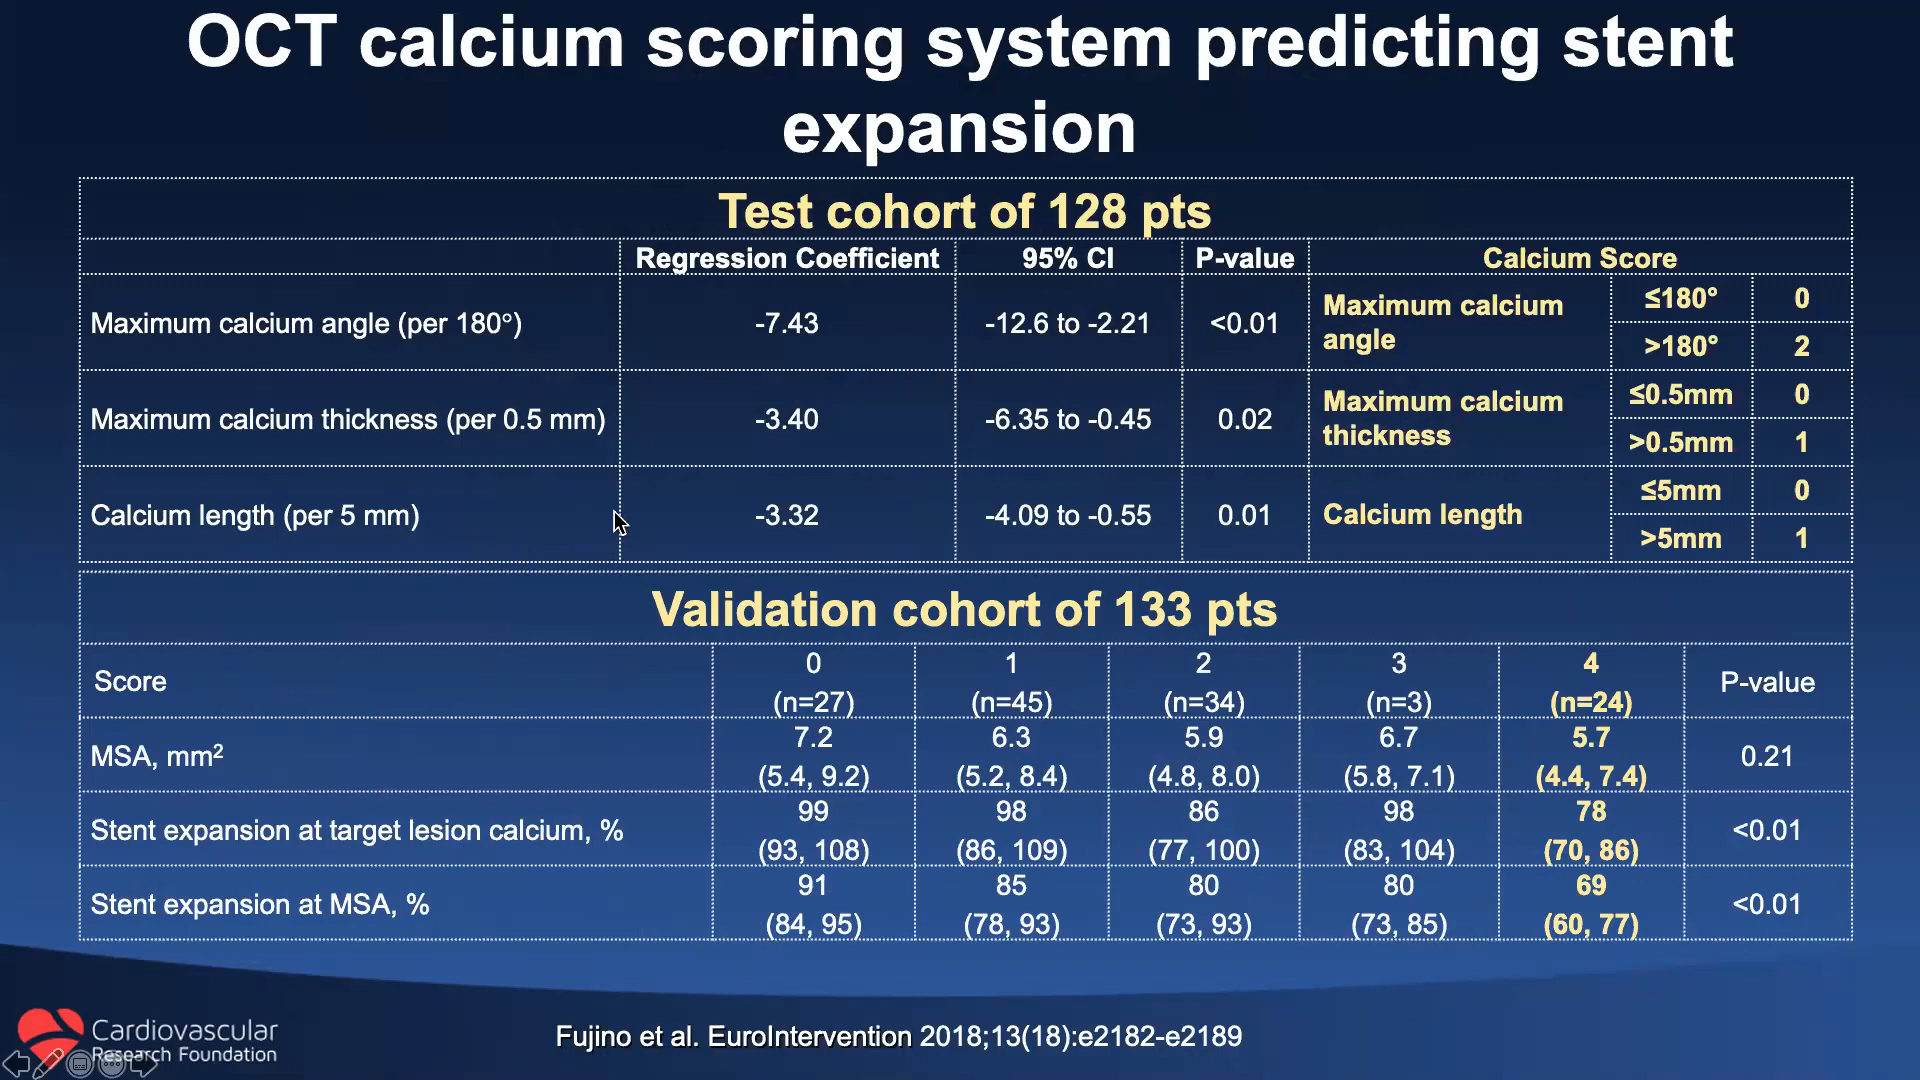 OCT calcium scoring system predicting stent
expansion
Test cohort of 128 pts
Regression Coefficient 95% CI P-value Calcium Score
Maximum calcium angle (per 180°) -7.43 -12.6 to -2.21 <0.01 Maximum calcium angle ≤180° 0
>180° 2
Maximum calcium thickness (per 0.5 mm) -3.40 -6.35 to -0.45 0.02 Maximum calcium thickness ≤0.5mm 0
>0.5mm 1
Calcium length (per 5 mm) -3.32 -4.09 to -0.55 0.01 Calcium length ≤5mm 0
>5mm 1
Validation cohort of 133 pts
Score 0 (n=27) 1 (n=45) 2 (n=34) 3 (n=3) 4 (n=24) P-value
MSA, mm² 7.2 (5.4, 9.2) 6.3 (5.2, 8.4) 5.9 (4.8, 8.0) 6.7 (5.8, 7.1) 5.7 (4.4, 7.4) 0.21
Stent expansion at target lesion calcium, % 99 (93, 108) 98 (86, 109) 86 (77, 100) 98 (83, 104) 78 (70, 86) <0.01
Stent expansion at MSA, % 91 (84, 95) 85 (78, 93) 80 (73, 93) 80 (73, 85) 69 (60, 77) <0.01
Cardiovascular
Research Foundation
Fujino et al. EuroIntervention 2018;13(18):e2182-e2189